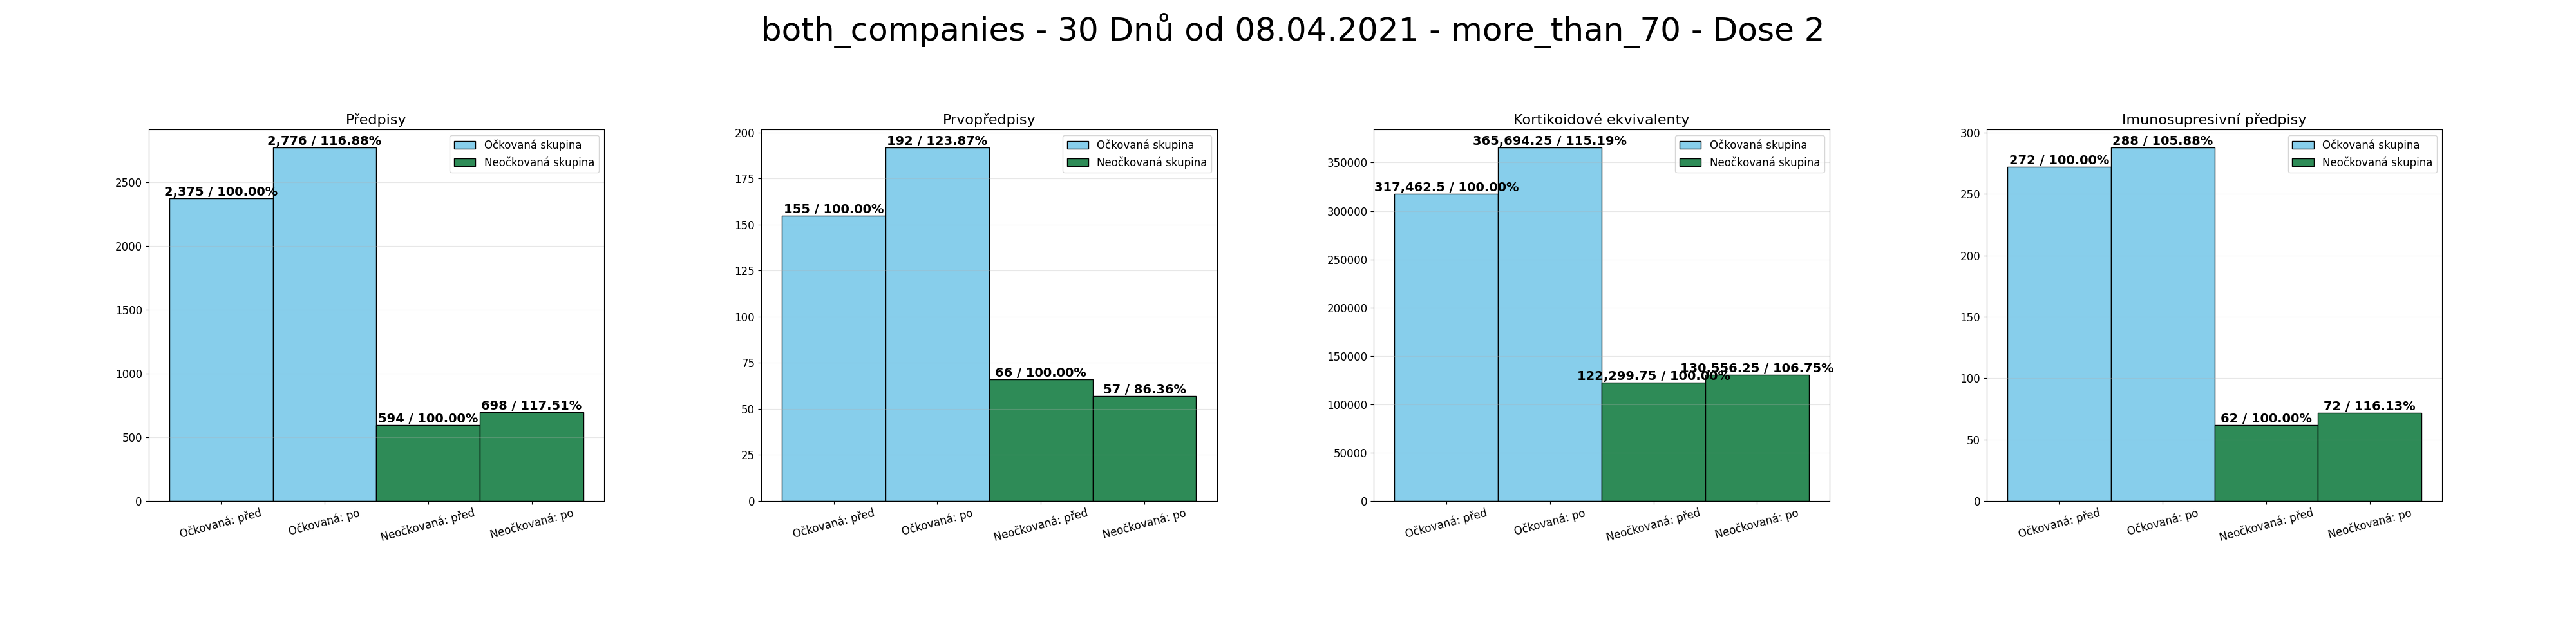 both_companies - 30 Dnů od 08.04.2021 - more_than_70 - Dose 2
Předpisy
2,776 / 116.88%
2,375 / 100.00%
698 / 117.51%
594 / 100.00%
Očkovaná skupina
Neočkovaná skupina
2500
2000
1500
1000
500
0
Očkovaná: před
Očkovaná: po
Neočkovaná: před
Neočkovaná: po
Prvopředpisy
192 / 123.87%
155 / 100.00%
66 / 100.00%
57 / 86.36%
Očkovaná skupina
Neočkovaná skupina
200
175
150
125
100
75
50
25
0
Očkovaná: před
Očkovaná: po
Neočkovaná: před
Neočkovaná: po
Kortikoidové ekvivalenty
365,694.25 / 115.19%
317,462.5 / 100.00%
130,556.25 / 106.75%
122,299.75 / 100.00%
Očkovaná skupina
Neočkovaná skupina
350000
300000
250000
200000
150000
100000
50000
0
Očkovaná: před
Očkovaná: po
Neočkovaná: před
Neočkovaná: po
Imunosupresivní předpisy
288 / 105.88%
272 / 100.00%
72 / 116.13%
62 / 100.00%
Očkovaná skupina
Neočkovaná skupina
300
250
200
150
100
50
0
Očkovaná: před
Očkovaná: po
Neočkovaná: před
Neočkovaná: po